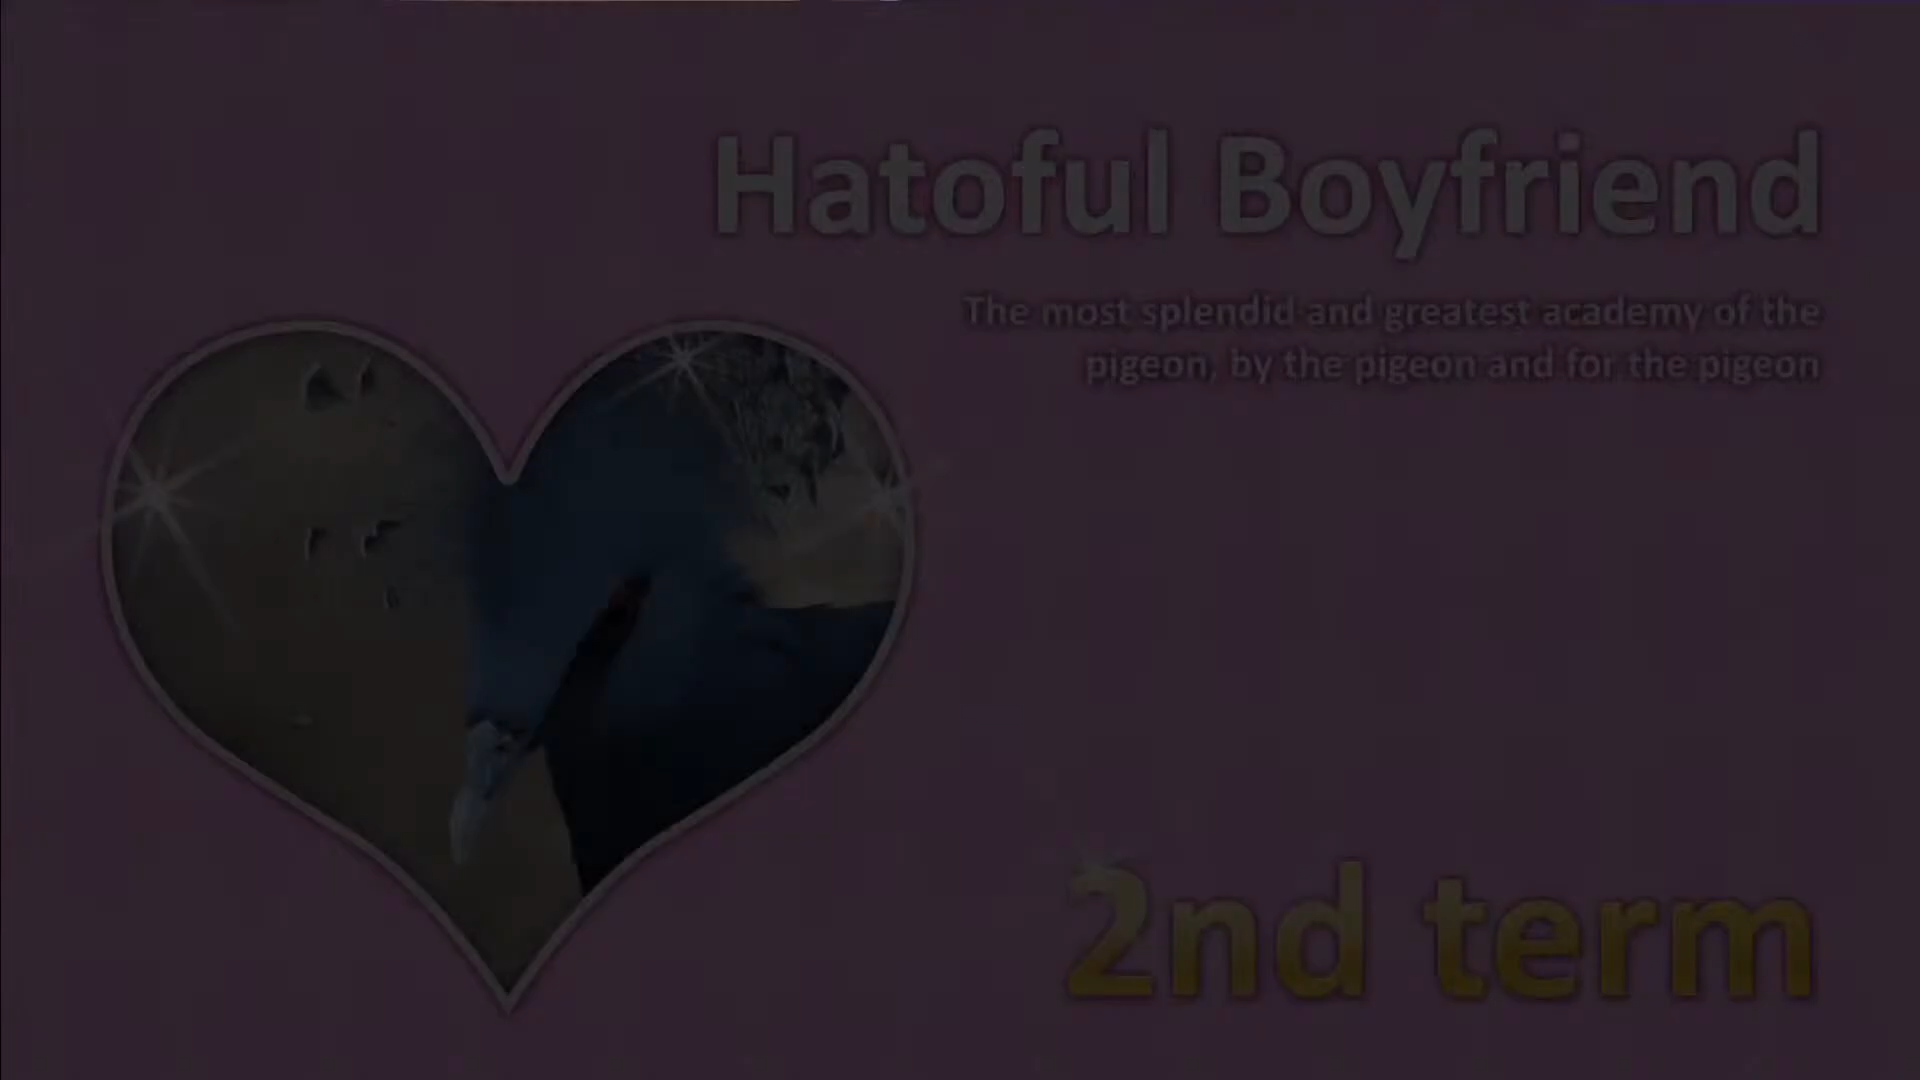 Hatoful Boyfriend
The most splendid and greatest academy of the
pigeon, by the pigeon and for the pigeon
2nd term